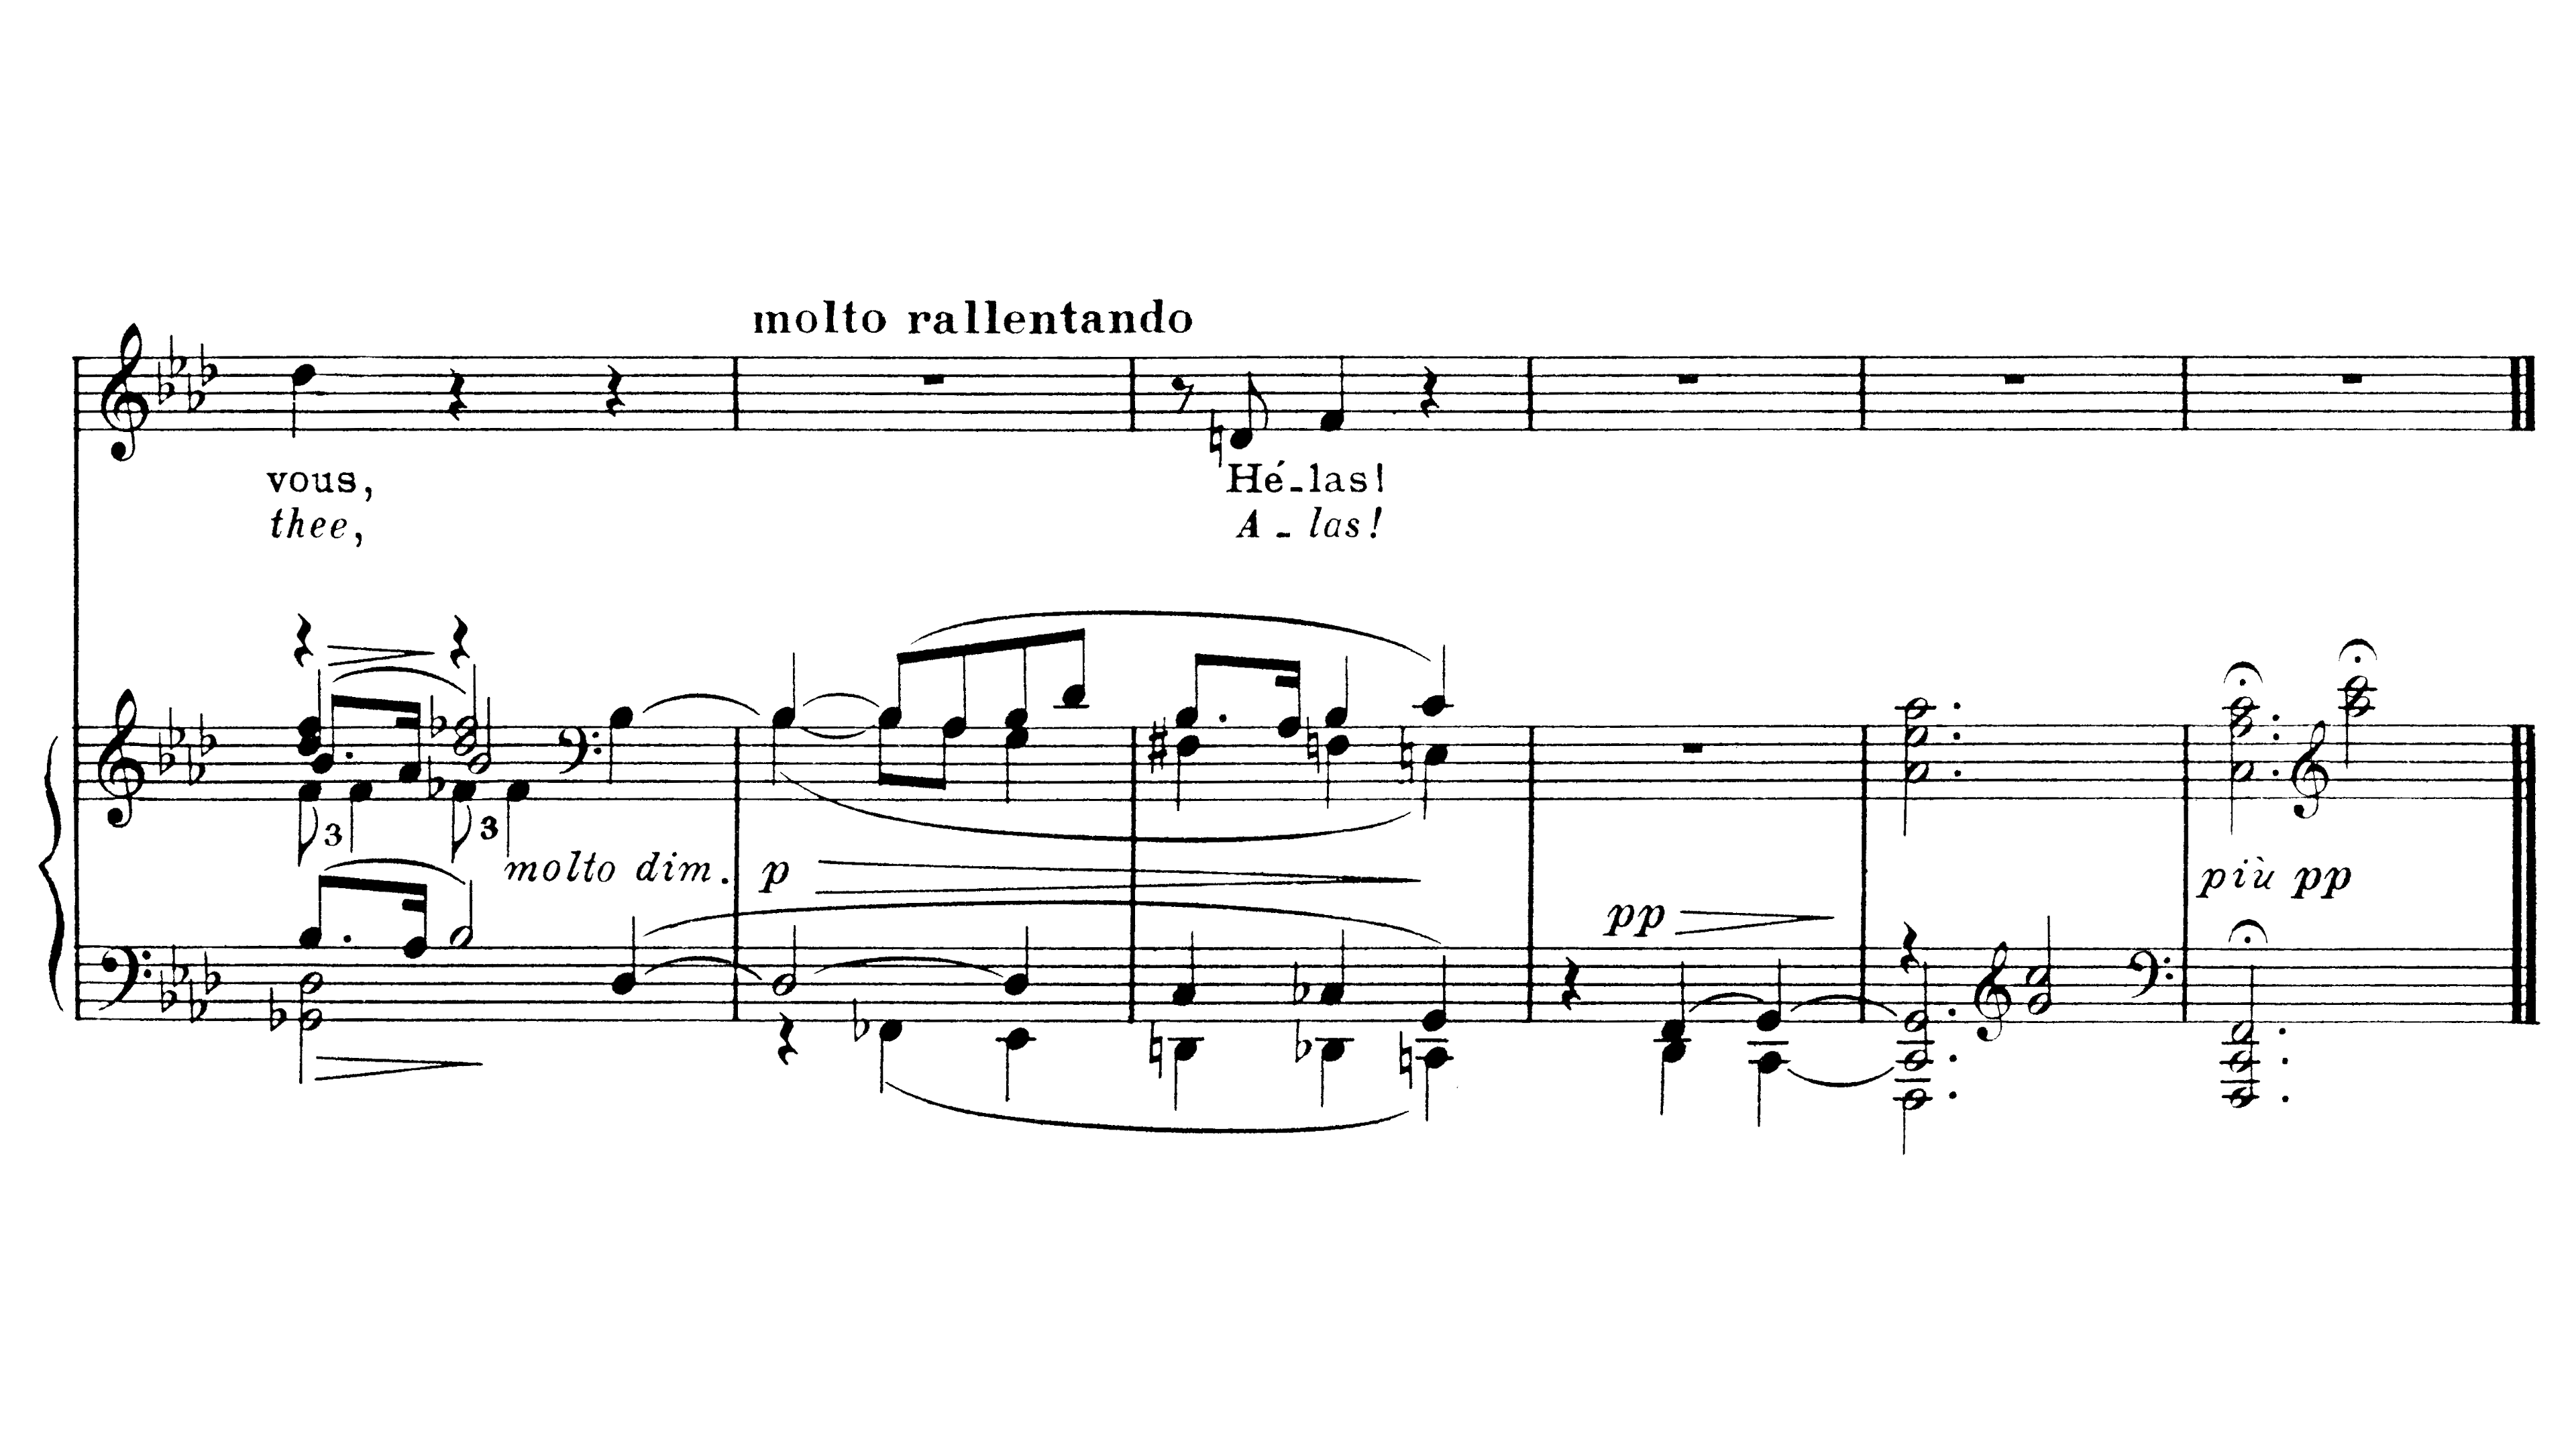 molto rallentando
vous, Hé-las!
thee, A - las!
3 3
molto dim. p più pp
pp